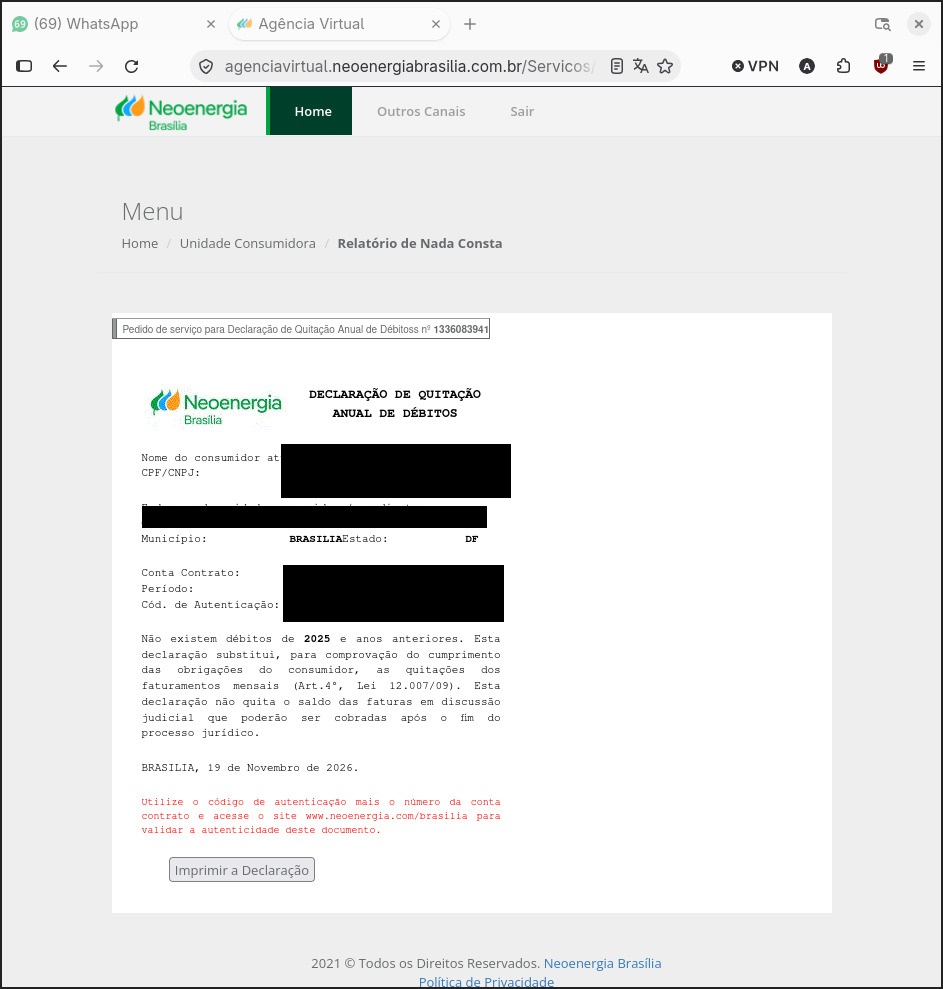 (69) WhatsApp
Agência Virtual
agenciavirtual.neoenergiabrasilia.com.br/Servicos/
VPN
A
1
Neoenergia
Brasília
Home
Outros Canais
Sair
Menu
Home / Unidade Consumidora / Relatório de Nada Consta
Pedido de serviço para Declaração de Quitação Anual de Débitoss nº 1336083941
Neoenergia
Brasília
DECLARAÇÃO DE QUITAÇÃO
ANUAL DE DÉBITOS
Nome do consumidor
CPF/CNPJ:
Município: BRASILIAEstado: DF
Conta Contrato:
Período:
Cód. de Autenticação:
Não existem débitos de 2025 e anos anteriores. Esta
declaração substitui, para comprovação do cumprimento
das obrigações do consumidor, as quitações dos
faturamentos mensais (Art.4°, Lei 12.007/09). Esta
declaração não quita o saldo das faturas em discussão
judicial que poderão ser cobradas após o fim do
processo jurídico.
BRASILIA, 19 de Novembro de 2026.
Utilize o código de autenticação mais o número da conta
contrato e acesse o site www.neoenergia.com/brasilia para
validar a autenticidade deste documento.
Imprimir a Declaração
2021 © Todos os Direitos Reservados. Neoenergia Brasília
Política de Privacidade